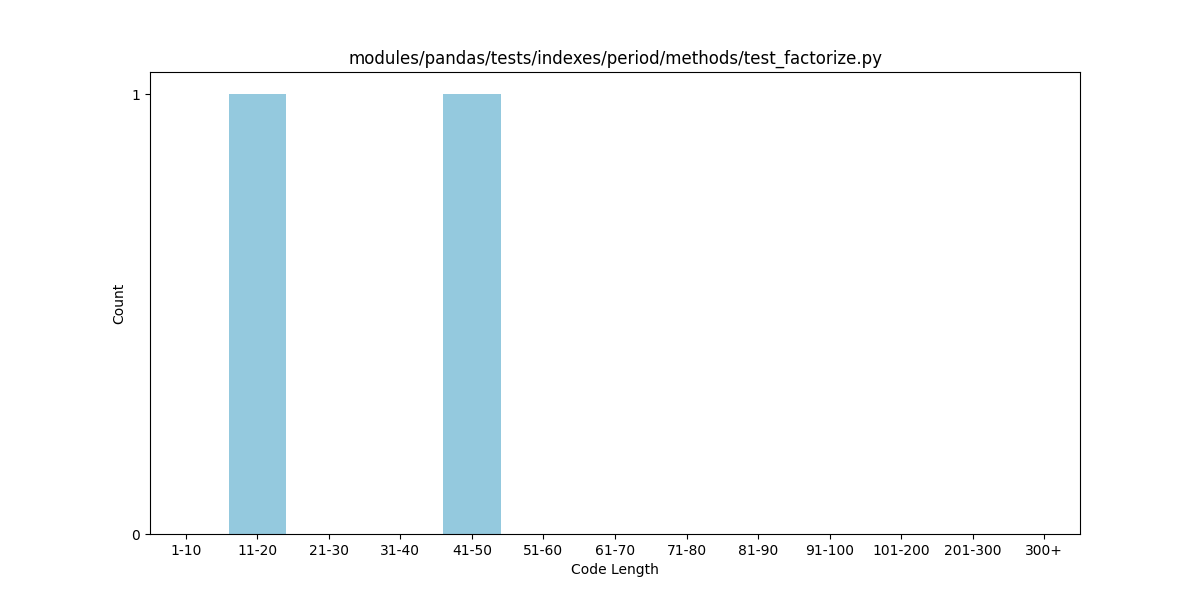 modules/pandas/tests/indexes/period/methods/test_factorize.py
1
Count
0
1-10 11-20 21-30 31-40 41-50 51-60 61-70 71-80 81-90 91-100 101-200 201-300 300+
Code Length